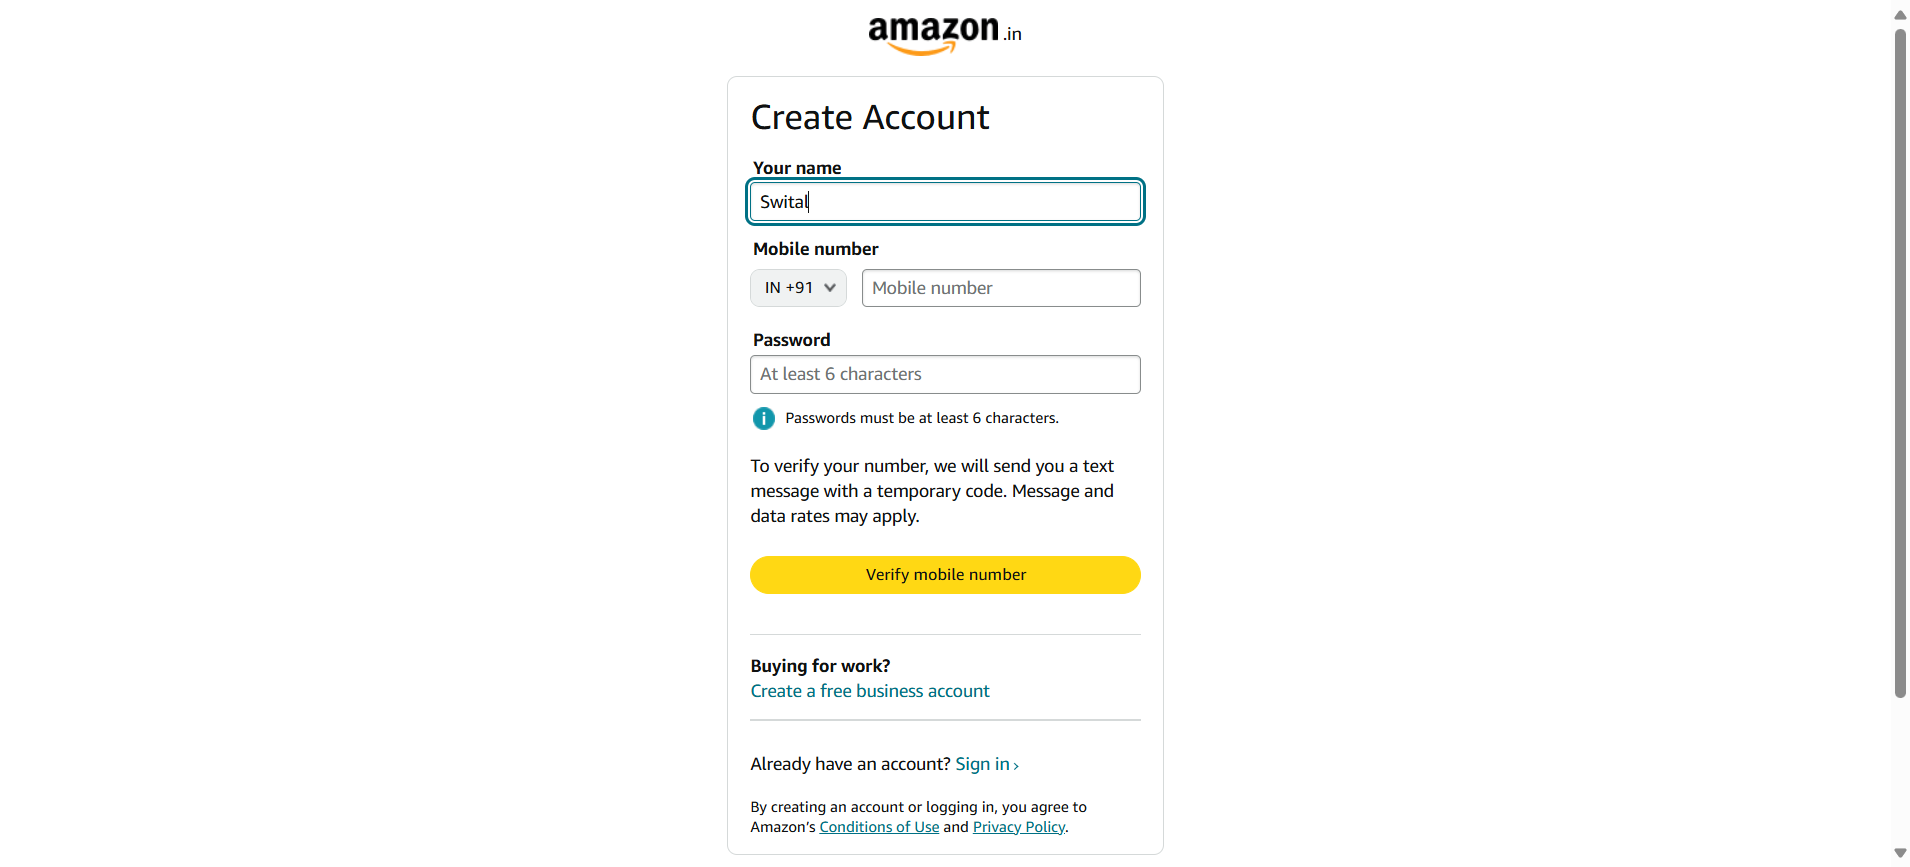 amazon.in
Create Account
Your name
Swital
Mobile number
IN +91 Mobile number
Password
At least 6 characters
i Passwords must be at least 6 characters.
To verify your number, we will send you a text
message with a temporary code. Message and
data rates may apply.
Verify mobile number
Buying for work?
Create a free business account
Already have an account? Sign in ›
By creating an account or logging in, you agree to
Amazon’s Conditions of Use and Privacy Policy.